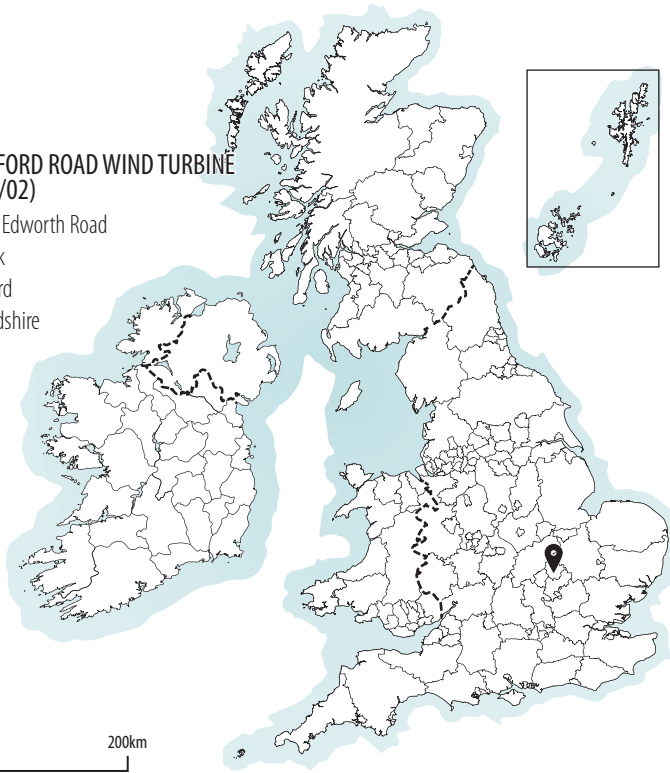 FORD ROAD WIND TURBINE
/02)
Edworth Road
k
rd
dshire
200km